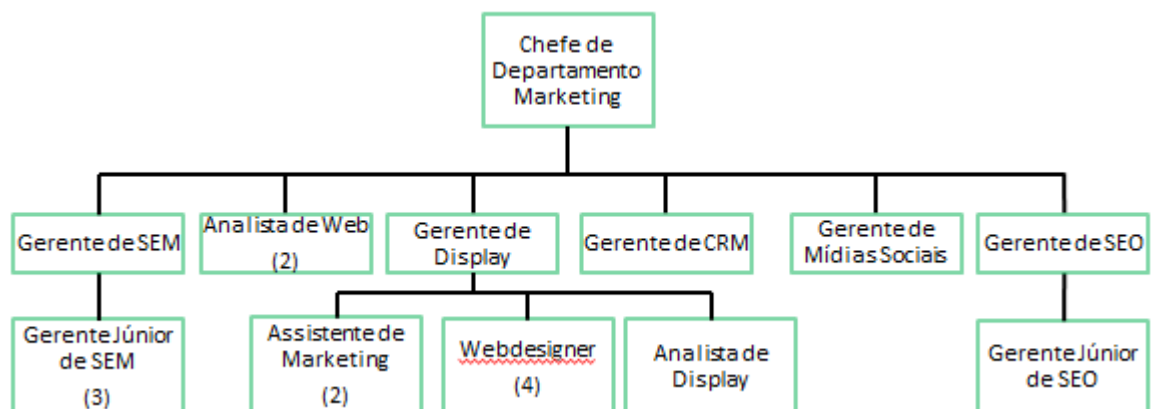 Chefe de
Departamento
Marketing
Gerente de SEM
Analista de Web
(2)
Gerente de
Display
Gerente de CRM
Gerente de
Mídias Sociais
Gerente de SEO
Gerente Júnior
de SEM
(3)
Assistente de
Marketing
(2)
Webdesigner
(4)
Analista de
Display
Gerente Júnior
de SEO